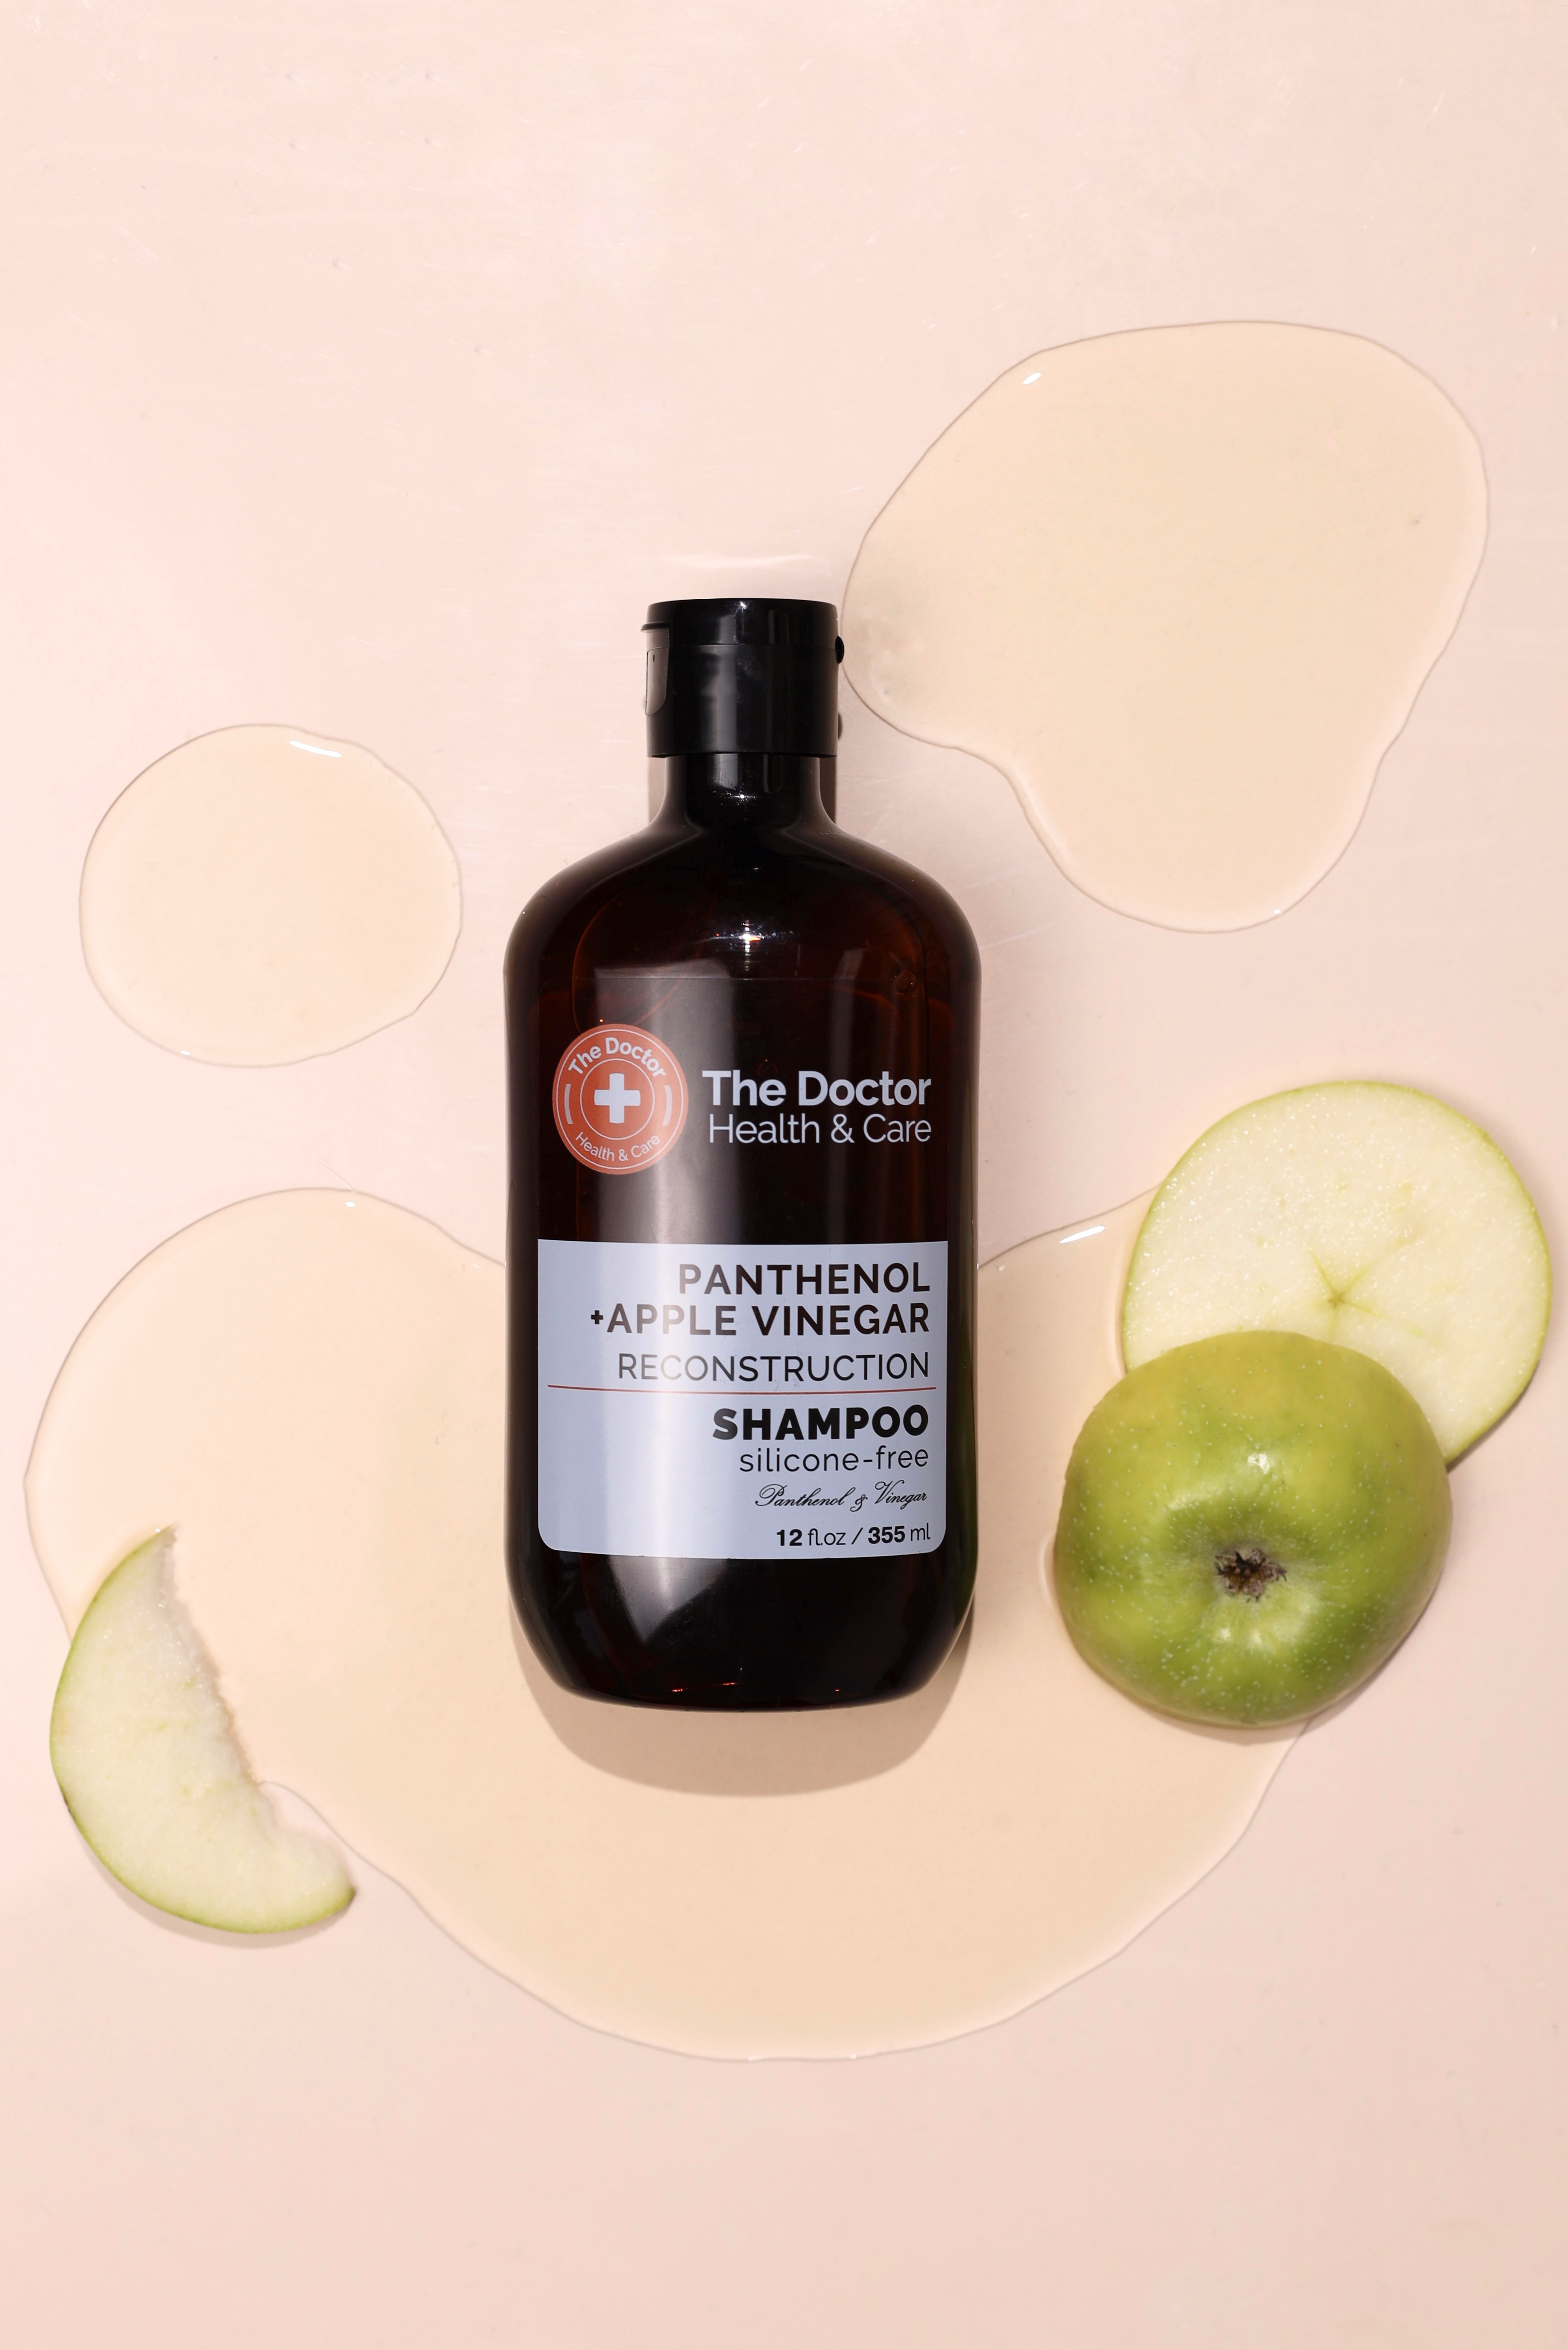 The Doctor
Health & Care
The Doctor
Health & Care
PANTHENOL
+APPLE VINEGAR
RECONSTRUCTION
SHAMPOO
silicone-free
Panthenol & Vinegar
12 fl.oz / 355 ml